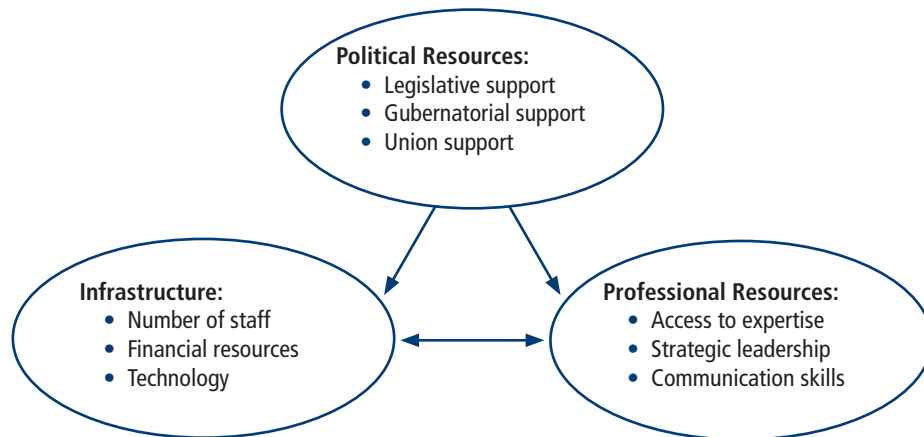 Political Resources:
• Legislative support
• Gubernatorial support
• Union support
Infrastructure:
• Number of staff
• Financial resources
• Technology
Professional Resources:
• Access to expertise
• Strategic leadership
• Communication skills